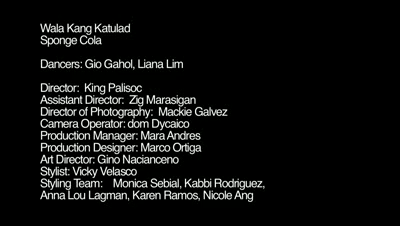 Wala Kang Katulad
Sponge Cola
Dancers: Gio Gahol, Liana Lim
Director: King Palisoc
Assistant Director: Zig Marasigan
Director of Photography: Mackie Galvez
Camera Operator: dom Dycaico
Production Manager: Mara Andres
Production Designer: Marco Ortiga
Art Director: Gino Nacianceno
Stylist: Vicky Velasco
Styling Team: Monica Sebial, Kabbi Rodriguez,
Anna Lou Lagman, Karen Ramos, Nicole Ang